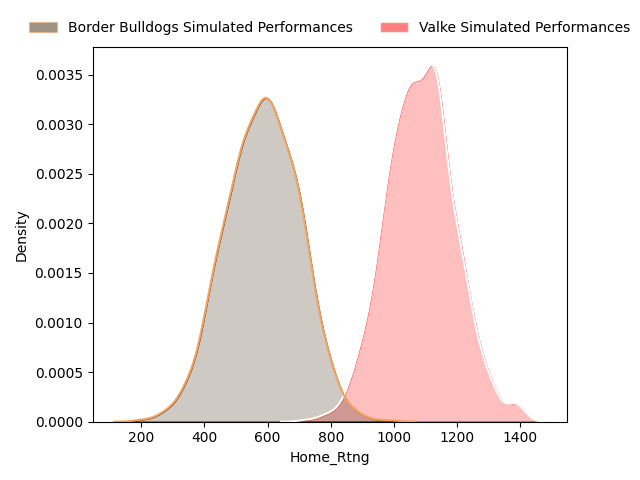 Border Bulldogs Simulated Performances Valke Simulated Performances
0.0035
0.0030
0.0025
0.0020
0.0015
0.0010
0.0005
0.0000
Density
200 400 600 800 1000 1200 1400
Home_Rtng